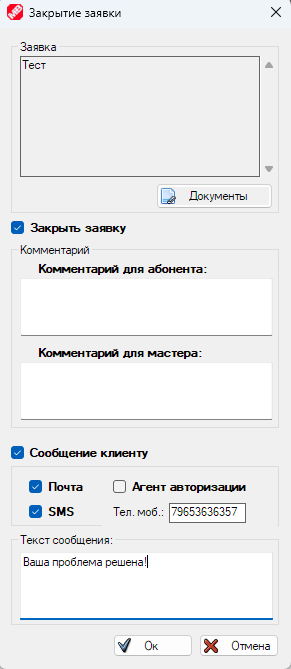 Закрытие заявки
Заявка
Тест
Документы
Закрыть заявку
Комментарий
Комментарий для абонента:
Комментарий для мастера:
Сообщение клиенту
Почта Агент авторизации
SMS Тел. моб.: 79653636357
Текст сообщения:
Ваша проблема решена!
Ок Отмена